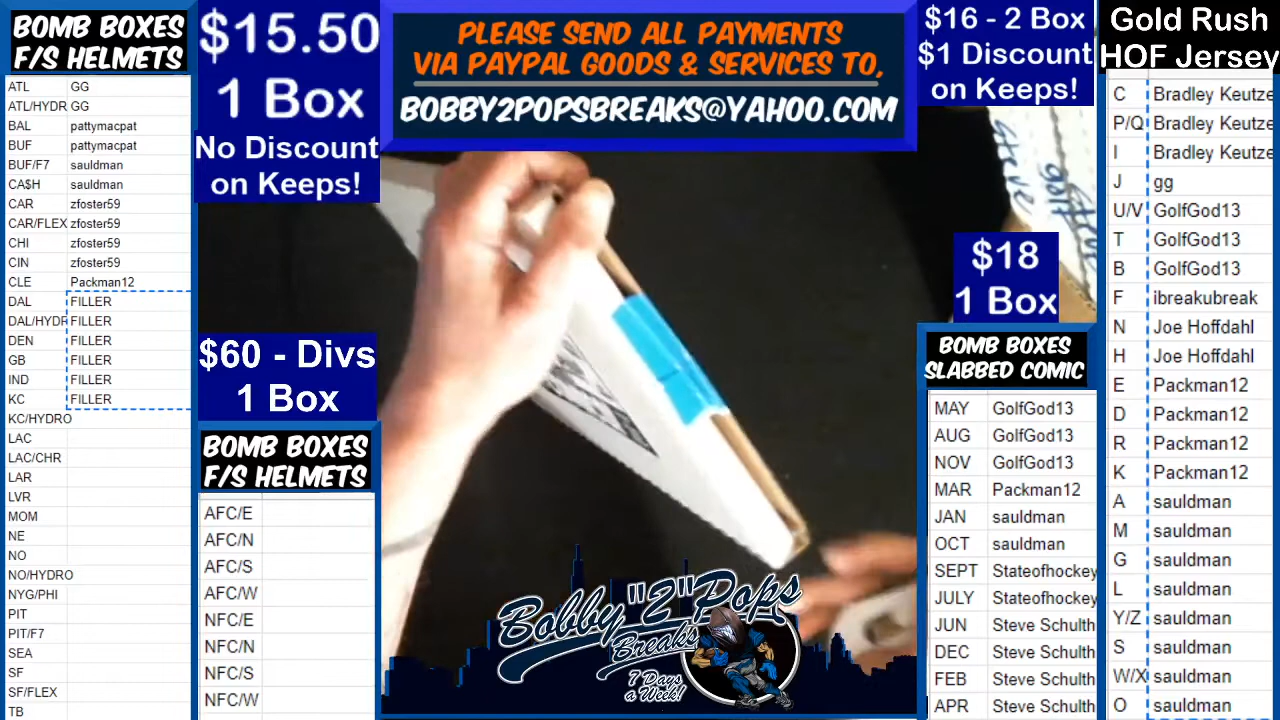 BOMB BOXES
F/S HELMETS
ATL GG
ATL/HYDR GG
BAL pattymacpat
BUF pattymacpat
BUF/F7 sauldman
CA$H sauldman
CAR zfoster59
CAR/FLEX zfoster59
CHI zfoster59
CIN zfoster59
CLE Packman12
DAL FILLER
DAL/HYDR FILLER
DEN FILLER
GB FILLER
IND FILLER
KC FILLER
KC/HYDRO
LAC
LAC/CHR
LAR
LVR
MOM
NE
NO
NO/HYDRO
NYG/PHI
PIT
PIT/F7
SEA
SF
SF/FLEX
TB
$15.50
1 Box
No Discount
on Keeps!
$60 - Divs
1 Box
BOMB BOXES
F/S HELMETS
AFC/E
AFC/N
AFC/S
AFC/W
NFC/E
NFC/N
NFC/S
NFC/W
PLEASE SEND ALL PAYMENTS
VIA PAYPAL GOODS & SERVICES TO,
BOBBY2POPSBREAKS@YAHOO.COM
Bobby "2" Pops
Breaks
7 Days
a Week!
$16 - 2 Box
$1 Discount
on Keeps!
Steve
Golf
$18
1 Box
BOMB BOXES
SLABBED COMIC
MAY GolfGod13
AUG GolfGod13
NOV GolfGod13
MAR Packman12
JAN sauldman
OCT sauldman
SEPT Stateofhockey
JULY Stateofhockey
JUN Steve Schulth
DEC Steve Schulth
FEB Steve Schulth
APR Steve Schulth
Gold Rush
HOF Jersey
C Bradley Keutze
P/Q Bradley Keutze
I Bradley Keutze
J gg
U/V GolfGod13
T GolfGod13
B GolfGod13
F ibreakubreak
N Joe Hoffdahl
H Joe Hoffdahl
E Packman12
D Packman12
R Packman12
K Packman12
A sauldman
M sauldman
G sauldman
L sauldman
Y/Z sauldman
S sauldman
W/X sauldman
O sauldman